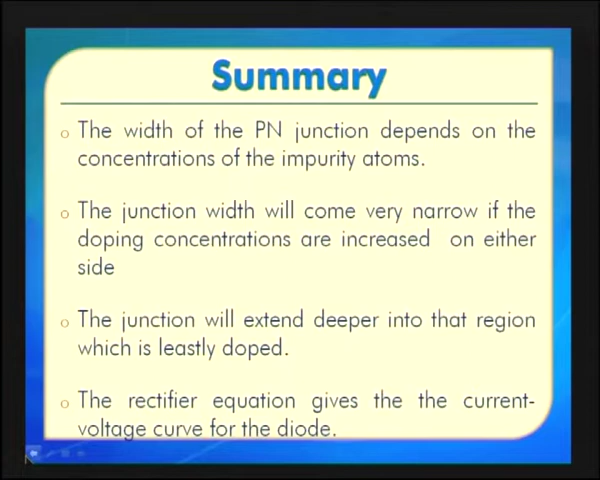 Summary
The width of the PN junction depends on the
concentrations of the impurity atoms.
The junction width will come very narrow if the
doping concentrations are increased on either
side
The junction will extend deeper into that region
which is leastly doped.
The rectifier equation gives the the current-
voltage curve for the diode.